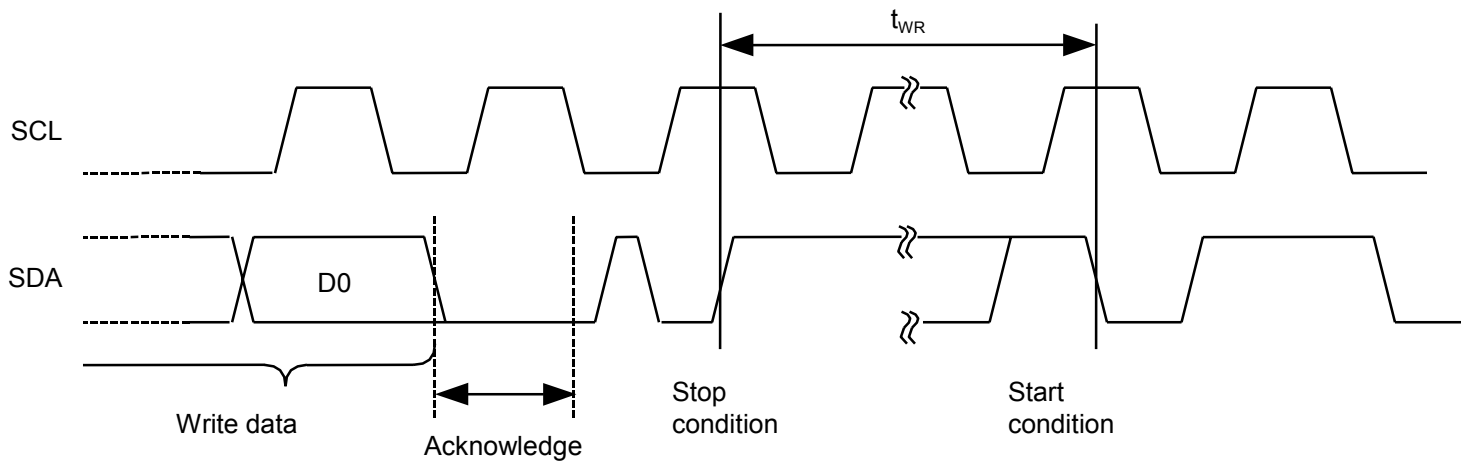 tWR
SCL
SDA
D0
Write data
Acknowledge
Stop
condition
Start
condition